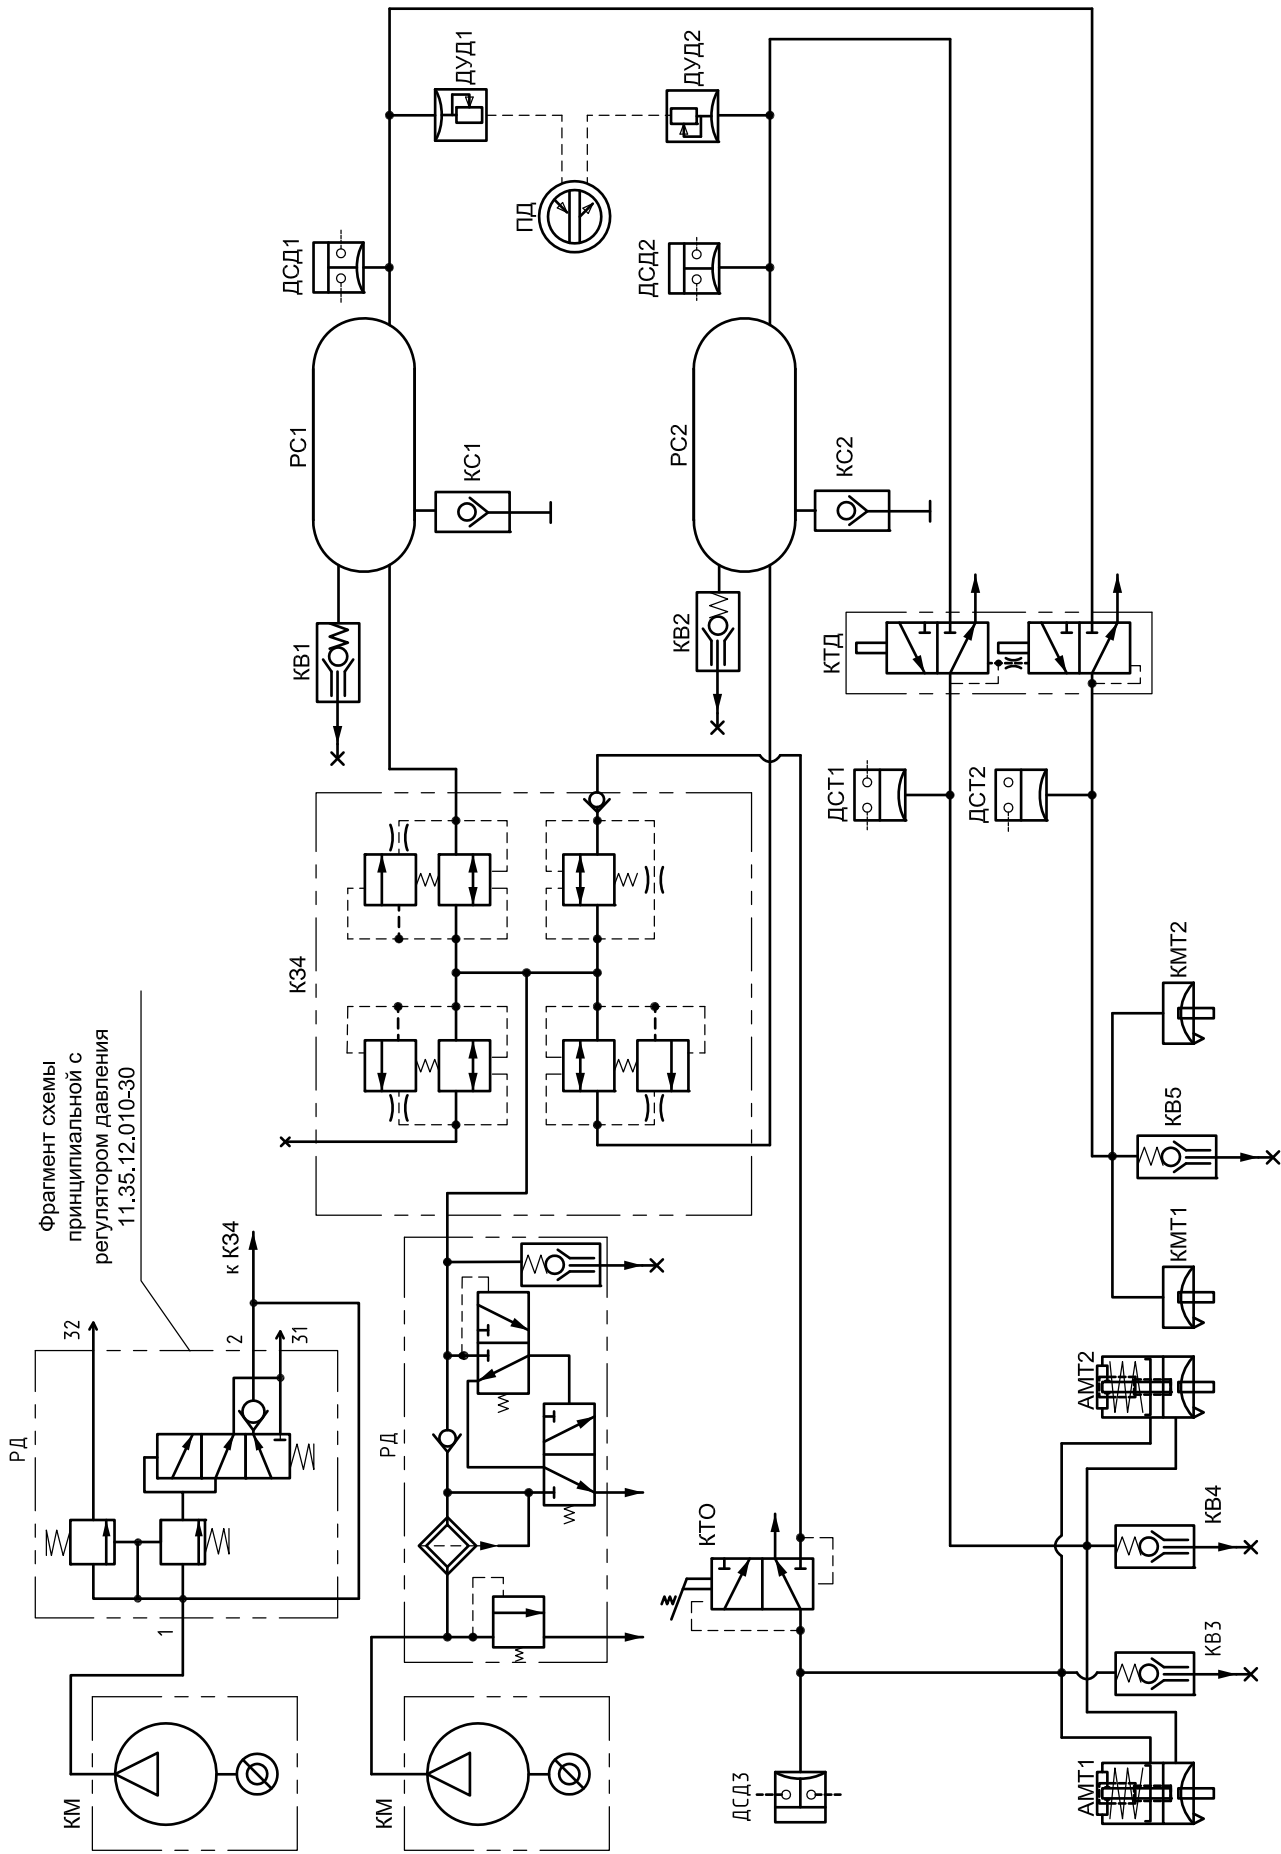 ДУД1
ДУД2
ПД
ДСД1
ДСД2
РС1
РС2
КС1
КС2
КВ1
КВ2
КТД
ДСТ1
ДСТ2
К34
Фрагмент схемы
принципиальной с
регулятором давления
11.35.12.010-30
КМТ2
КВ5
КМТ1
к К34
32
2
31
РД
1
РД
АМТ2
КВ4
КТО
КВ3
КМ
КМ
ДСД3
АМТ1